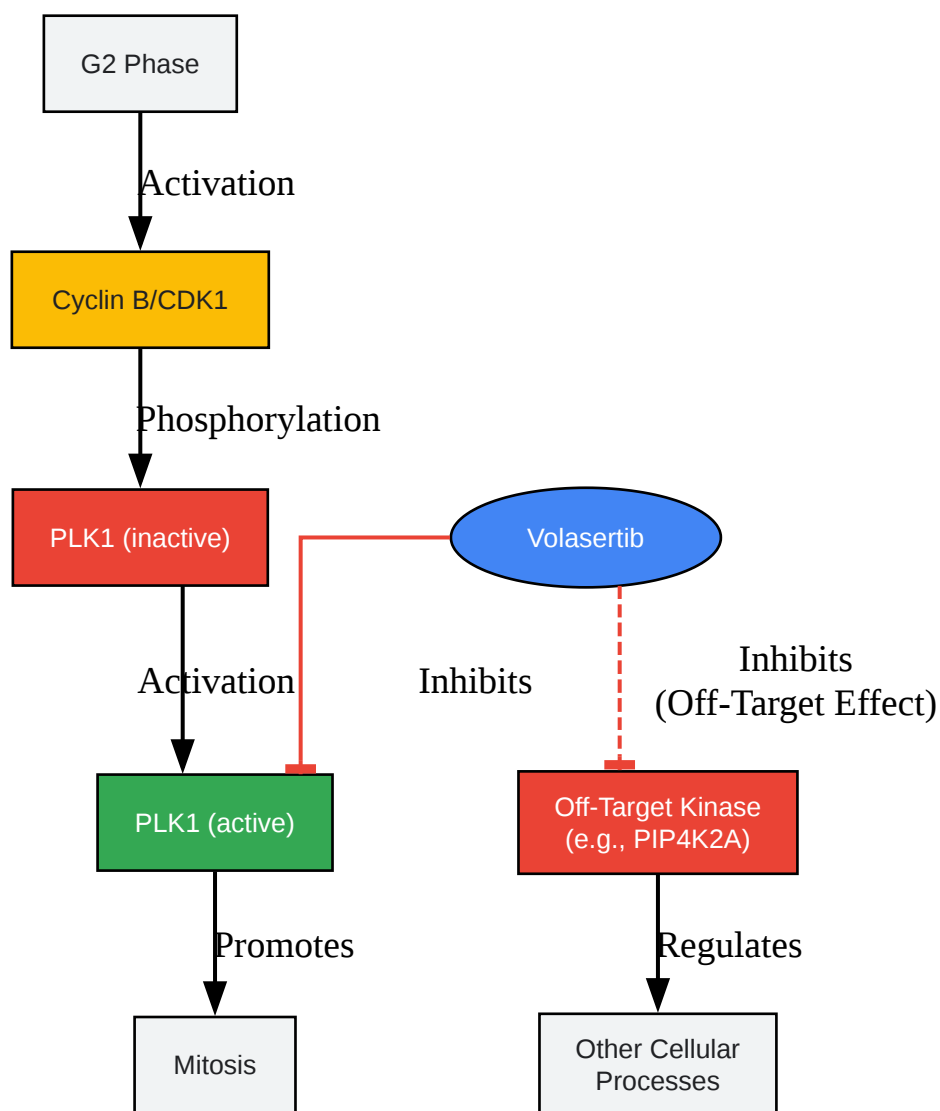 G2 Phase
Activation
Cyclin B/CDK1
Phosphorylation
PLK1 (inactive)
Volasertib
Activation
Inhibits
Inhibits
(Off-Target Effect)
PLK1 (active)
Off-Target Kinase
(e.g., PIP4K2A)
Promotes
Regulates
Mitosis
Other Cellular
Processes